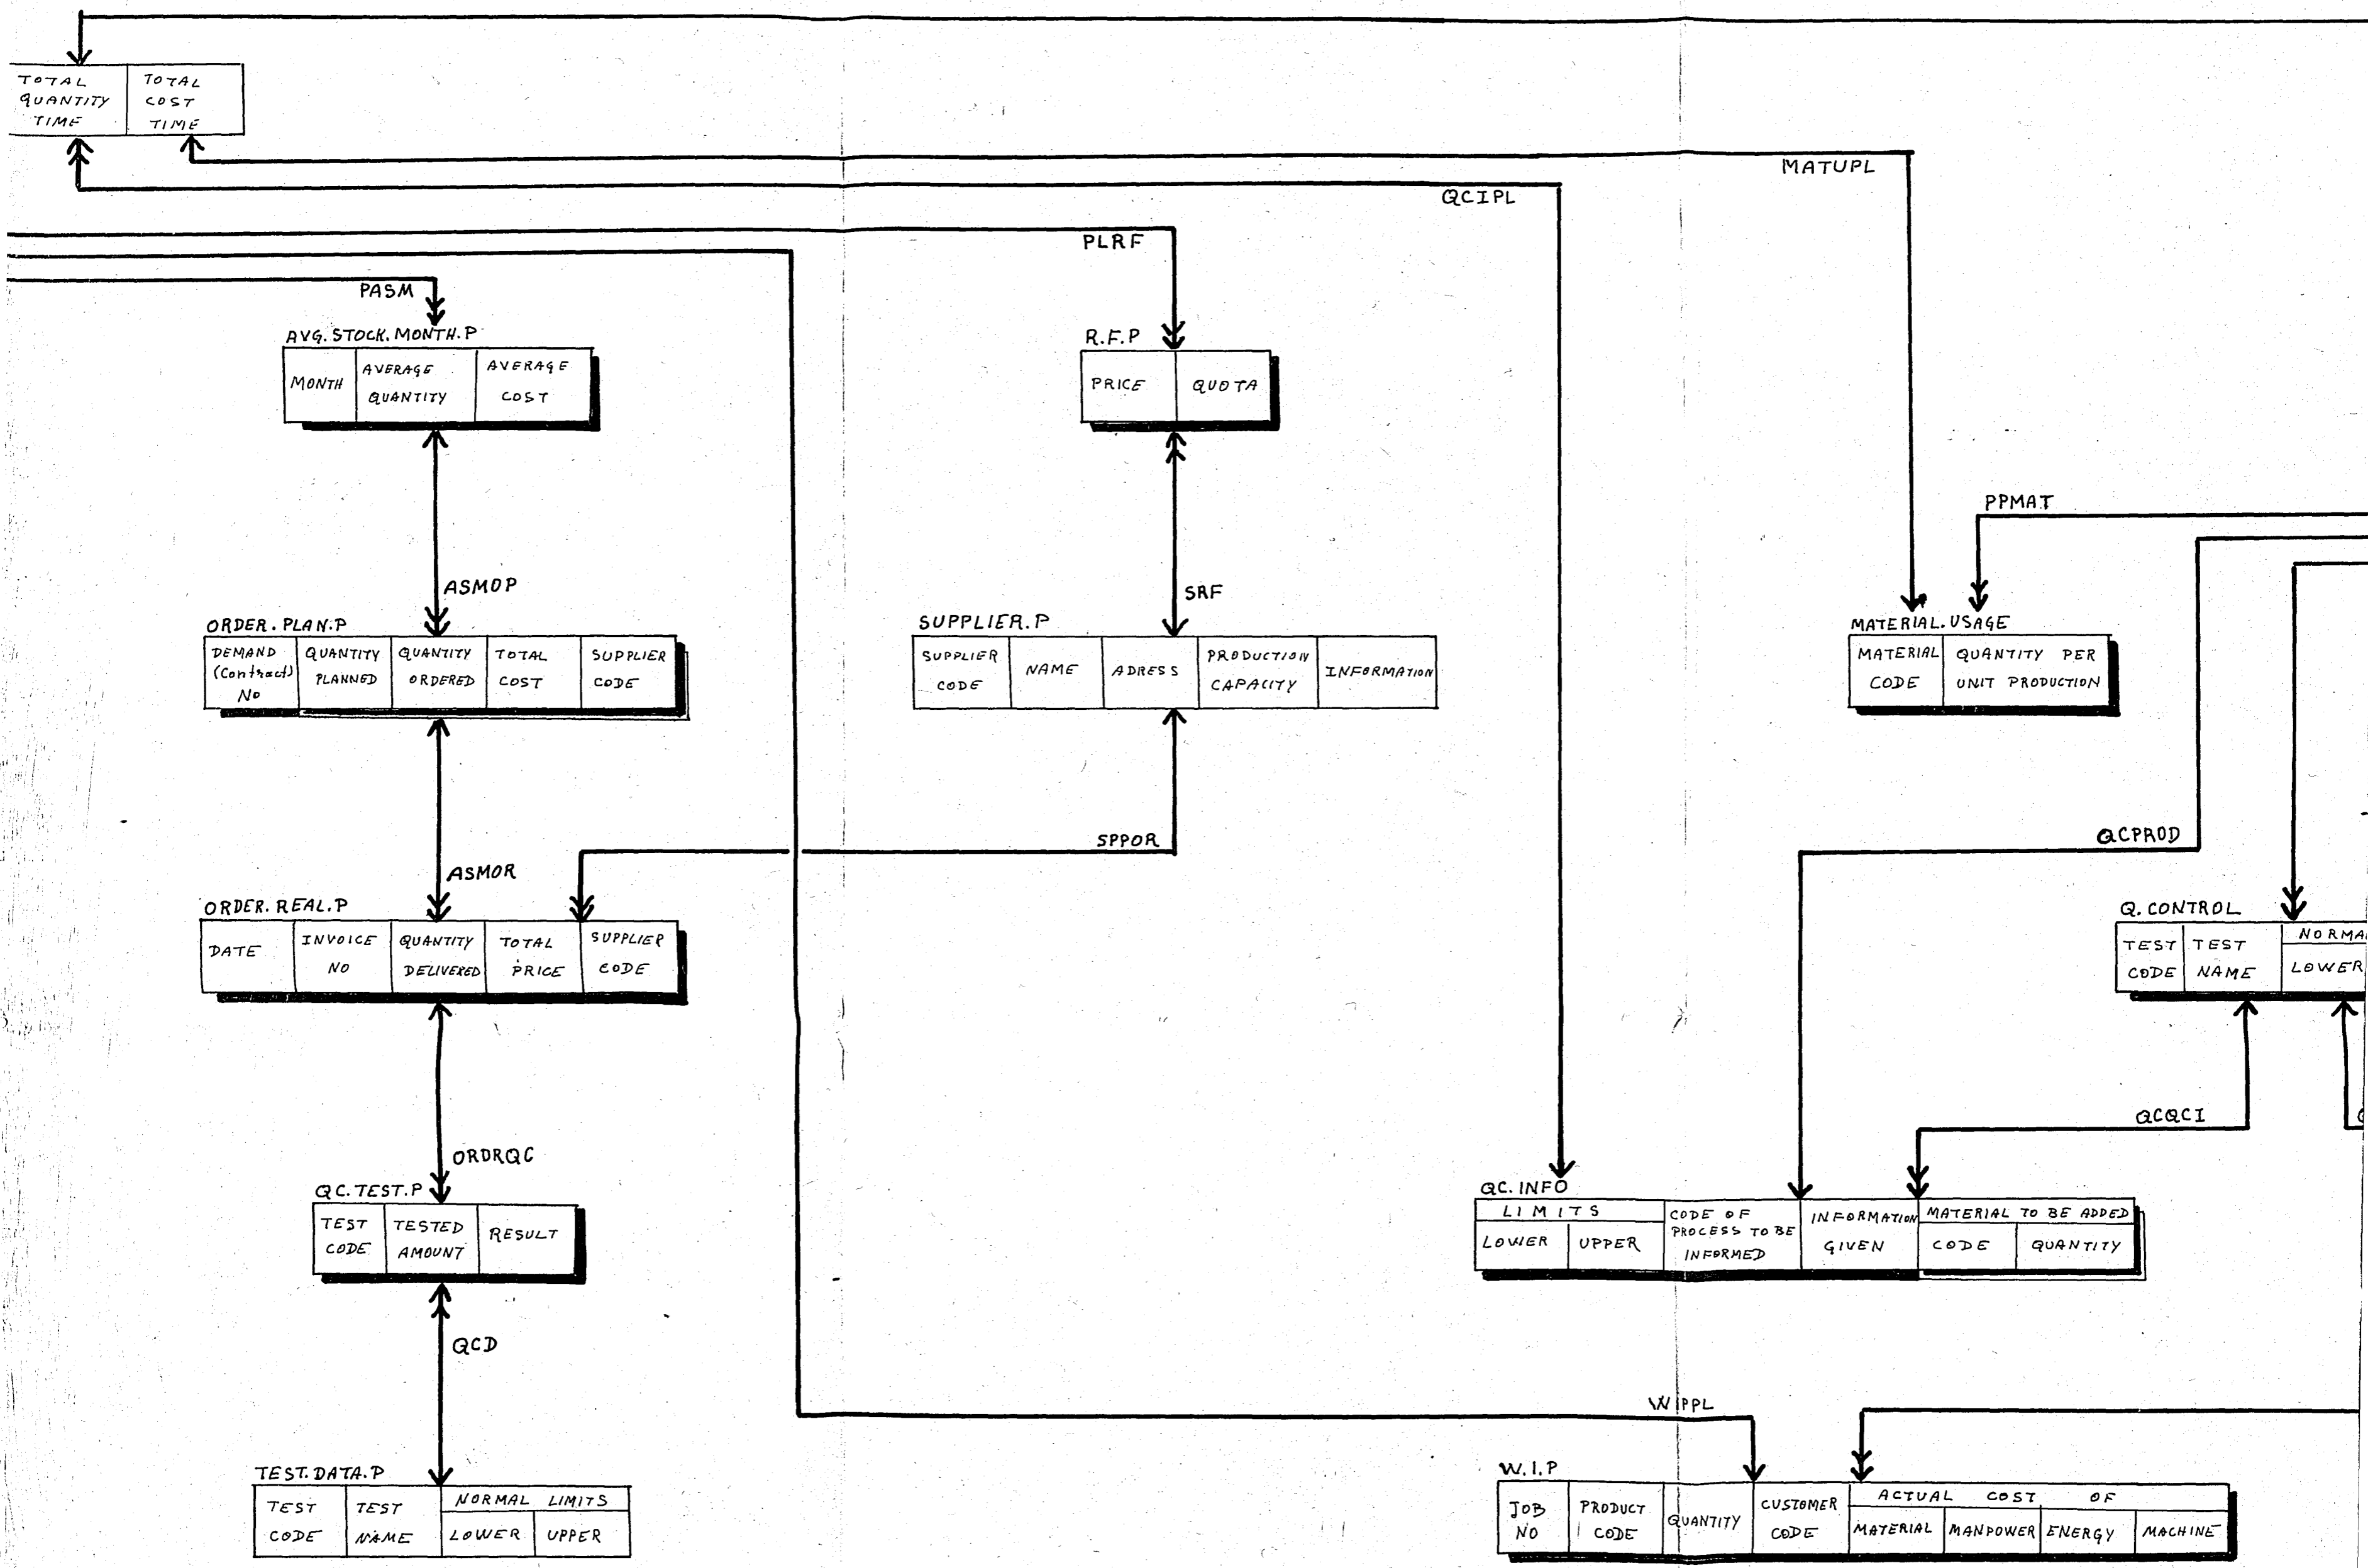 TOTAL QUANTITY TIME
TOTAL COST TIME
MATUPL
QCIPL
PLRF
PASM
AVG.STOCK.MONTH.P
MONTH
AVERAGE QUANTITY
AVERAGE COST
R.F.P
PRICE
QUOTA
PPMAT
ASMOP
SRF
ORDER.PLAN.P
DEMAND (Contract) No
QUANTITY PLANNED
QUANTITY ORDERED
TOTAL COST
SUPPLIER CODE
SUPPLIER.P
SUPPLIER CODE
NAME
ADRESS
PRODUCTION CAPACITY
INFORMATION
MATERIAL.USAGE
MATERIAL CODE
QUANTITY PER UNIT PRODUCTION
QCPROD
SPPOR
ASMOR
ORDER.REAL.P
DATE
INVOICE NO
QUANTITY DELIVERED
TOTAL PRICE
SUPPLIER CODE
Q.CONTROL
TEST CODE
TEST NAME
NORMA
LOWER
QCQCI
ORDRQC
QC.TEST.P
TEST CODE
TESTED AMOUNT
RESULT
QC.INFO
LIMITS
LOWER
UPPER
CODE OF PROCESS TO BE INFORMED
INFORMATION GIVEN
MATERIAL TO BE ADDED
CODE
QUANTITY
QCD
WIPPL
TEST.DATA.P
TEST CODE
TEST NAME
NORMAL LIMITS
LOWER
UPPER
W.I.P
JOB NO
PRODUCT CODE
QUANTITY
CUSTOMER CODE
ACTUAL COST OF
MATERIAL
MANPOWER
ENERGY
MACHINE